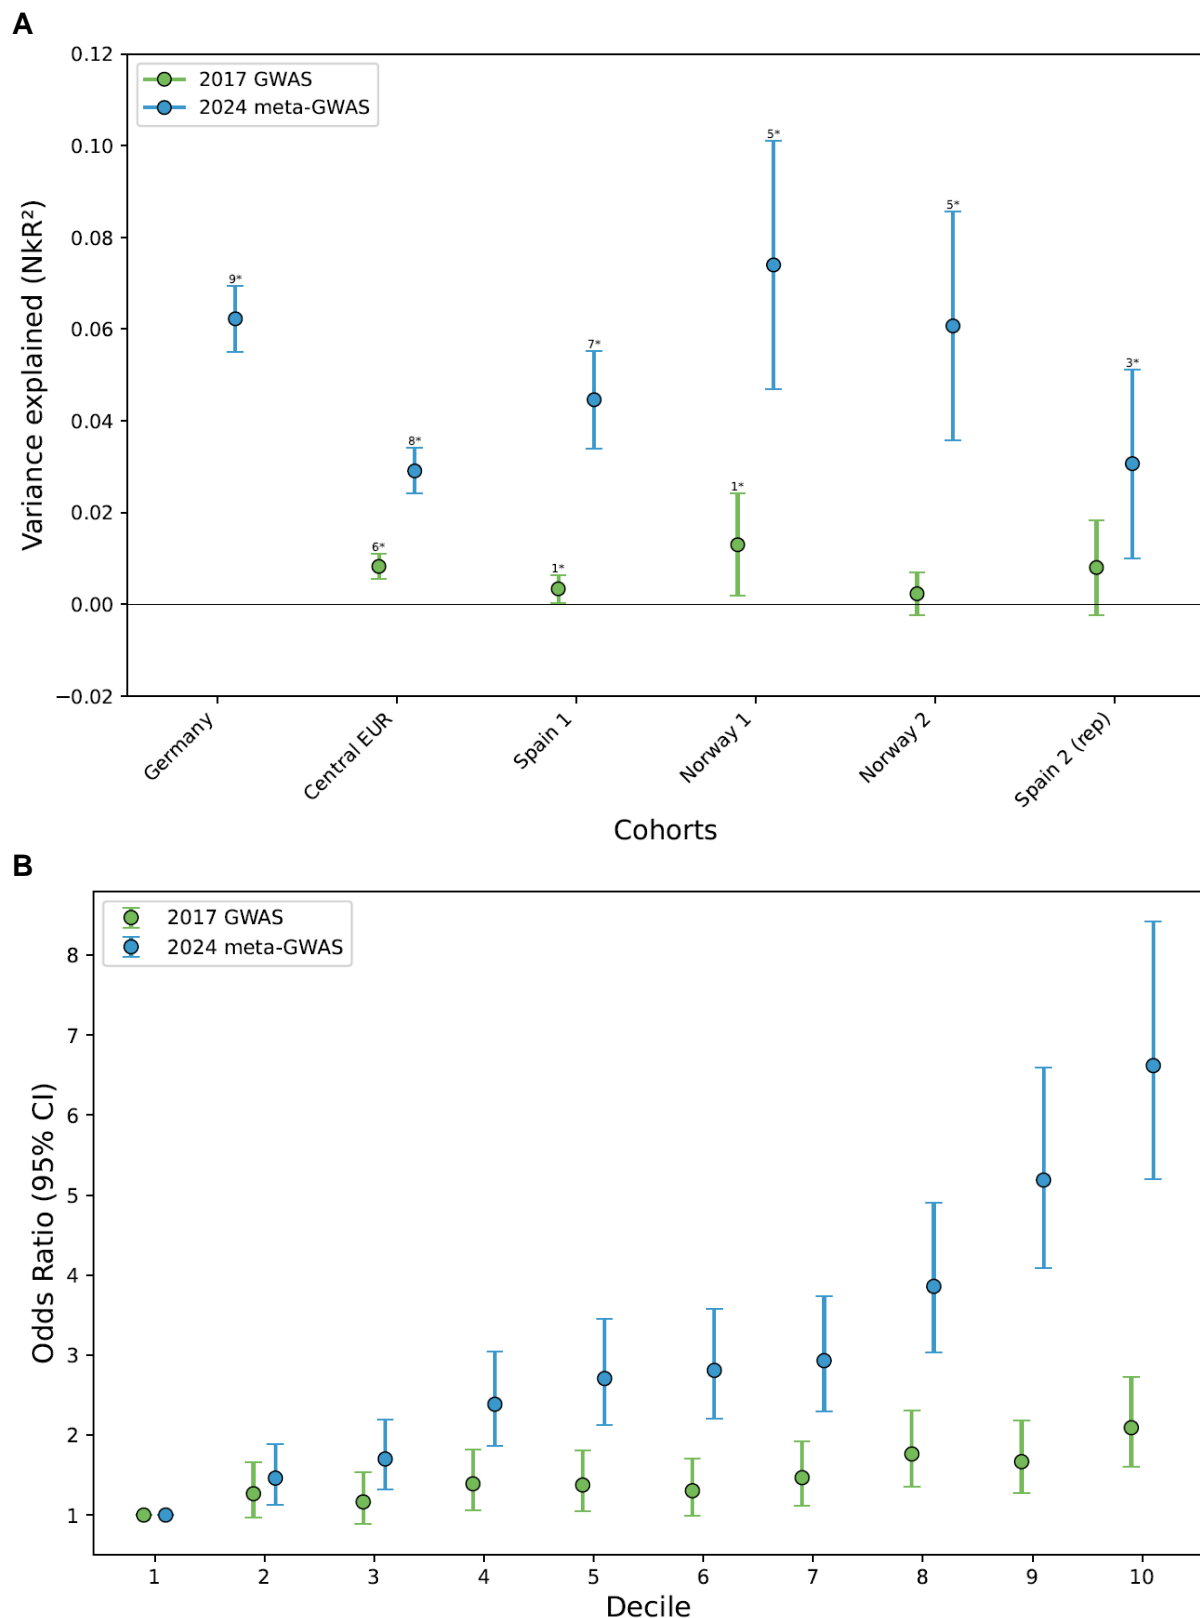 A
0.12
0.10
0.08
0.06
0.04
0.02
0.00
−0.02
Variance explained (NkR²)
2017 GWAS
2024 meta-GWAS
9*
6*
8*
1*
7*
1*
5*
5*
3*
Germany
Central EUR
Spain 1
Norway 1
Norway 2
Spain 2 (rep)
Cohorts
B
8
7
6
5
4
3
2
1
Odds Ratio (95% CI)
2017 GWAS
2024 meta-GWAS
1 2 3 4 5 6 7 8 9 10
Decile